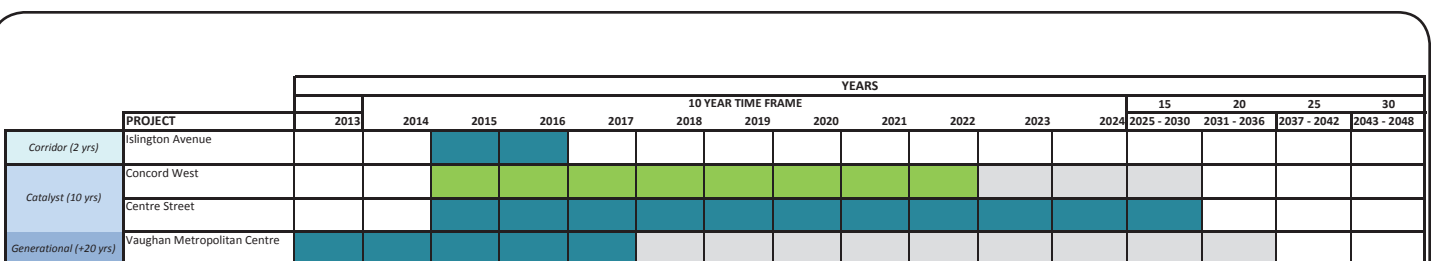 YEARS
10 YEAR TIME FRAME 15 20 25 30
PROJECT 2013 2014 2015 2016 2017 2018 2019 2020 2021 2022 2023 2024 2025 - 2030 2031 - 2036 2037 - 2042 2043 - 2048
Corridor (2 yrs) Islington Avenue
Catalyst (10 yrs) Concord West
Centre Street
Generational (+20 yrs) Vaughan Metropolitan Centre